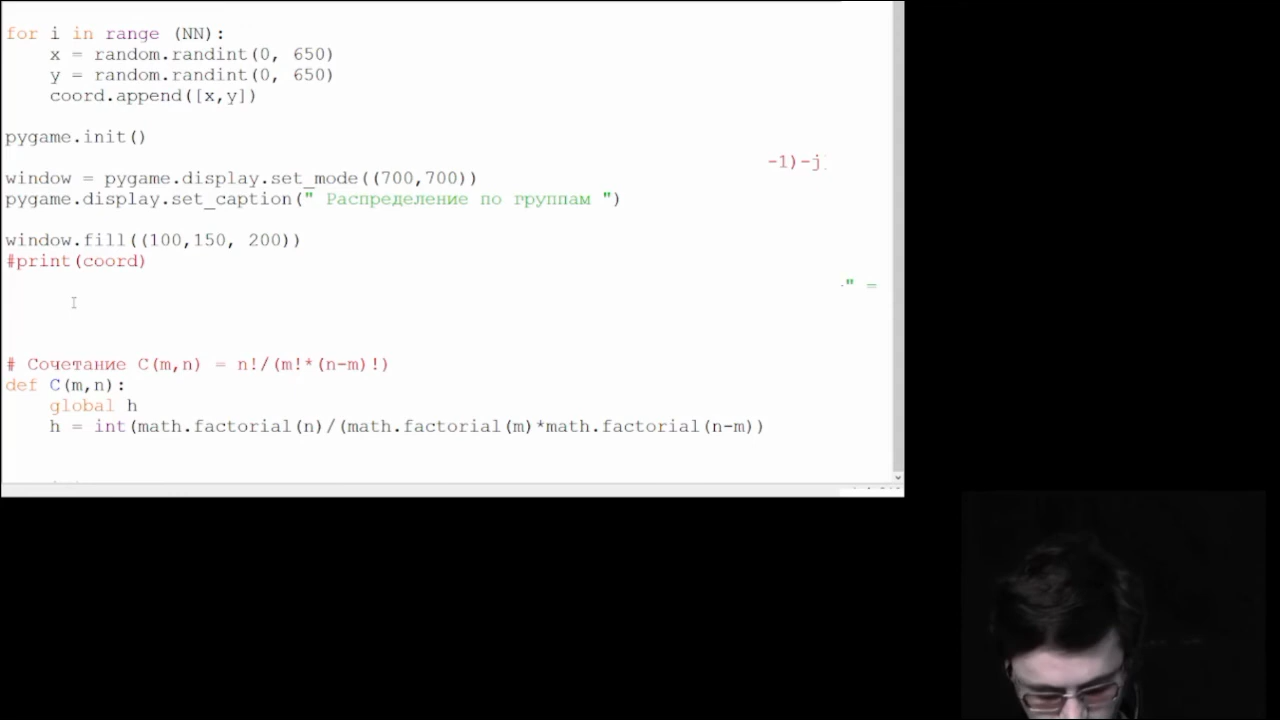 for i in range (NN):
x = random.randint(0, 650)
y = random.randint(0, 650)
coord.append([x,y])
pygame.init()
-1)-j
window = pygame.display.set_mode((700,700))
pygame.display.set_caption(" Распределение по группам ")
window.fill((100,150, 200))
#print(coord)
" =
# Сочетание C(m,n) = n!/(m!*(n-m)!)
def C(m,n):
global h
h = int(math.factorial(n)/(math.factorial(m)*math.factorial(n-m))